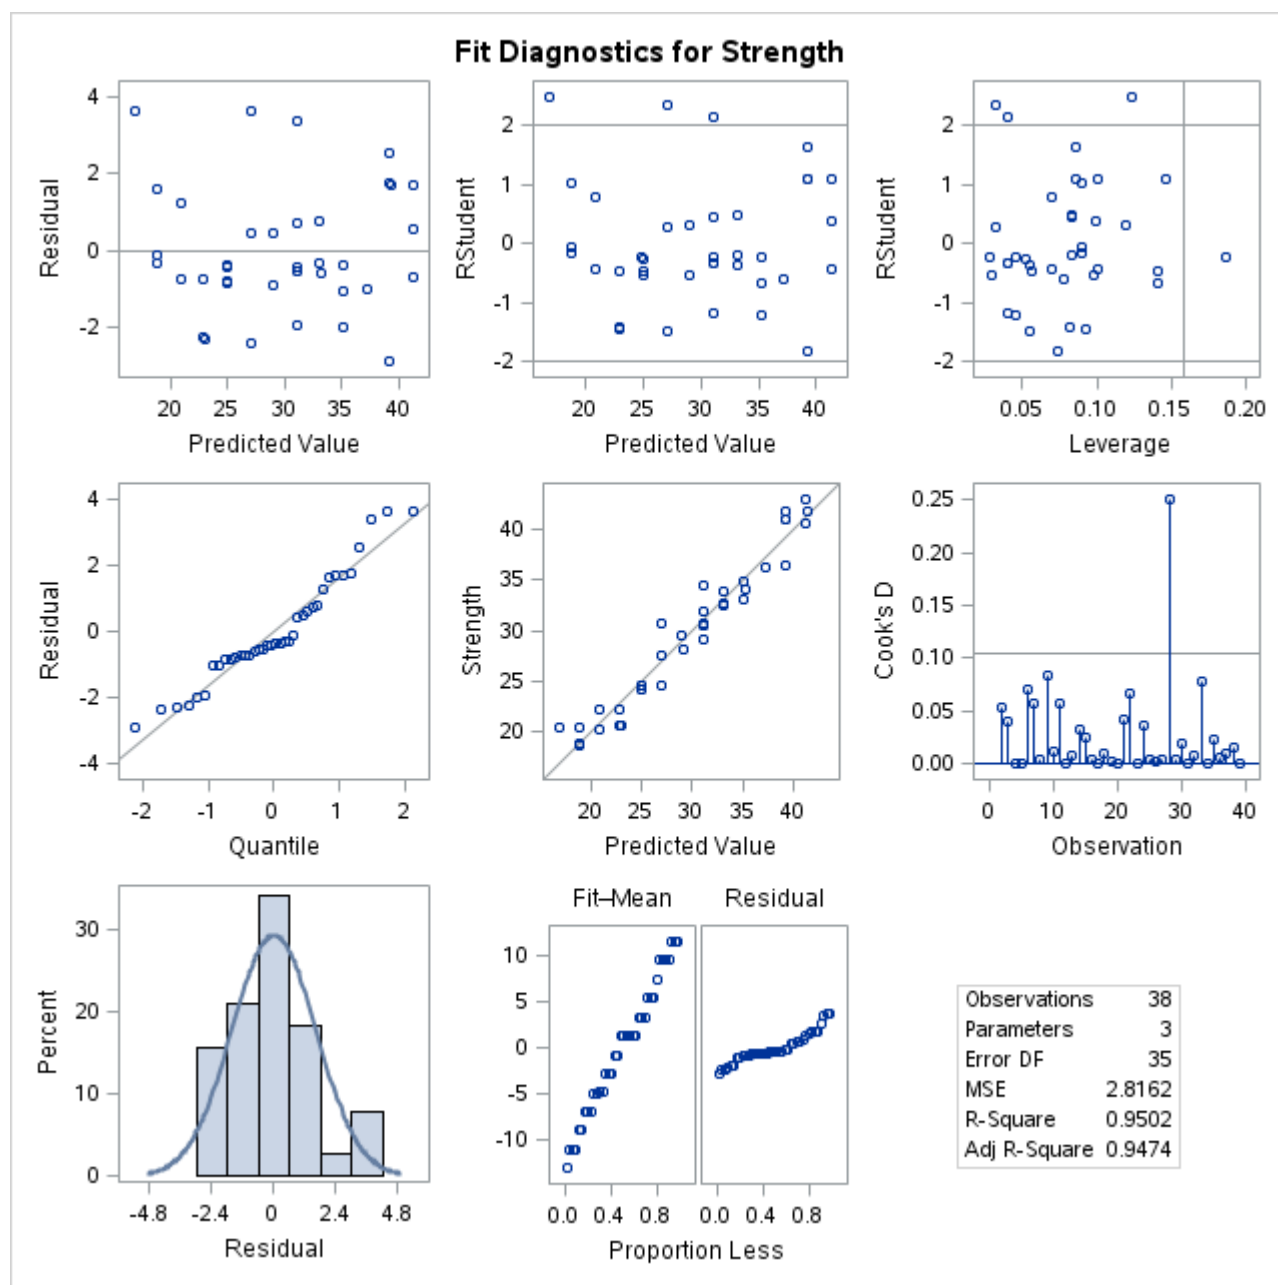 Fit Diagnostics for Strength
4
2
0
-2
Residual
20 25 30 35 40
Predicted Value
2
1
0
-1
-2
RStudent
20 25 30 35 40
Predicted Value
2
1
0
-1
-2
RStudent
0.05 0.10 0.15 0.20
Leverage
4
2
0
-2
-4
Residual
-2 -1 0 1 2
Quantile
40
35
30
25
20
Strength
20 25 30 35 40
Predicted Value
0.25
0.20
0.15
0.10
0.05
0.00
Cook's D
0 10 20 30 40
Observation
30
20
10
0
Percent
-4.8 -2.4 0 2.4 4.8
Residual
Fit–Mean Residual
10
5
0
-5
-10
0.0 0.4 0.8 0.0 0.4 0.8
Proportion Less
Observations 38
Parameters 3
Error DF 35
MSE 2.8162
R-Square 0.9502
Adj R-Square 0.9474